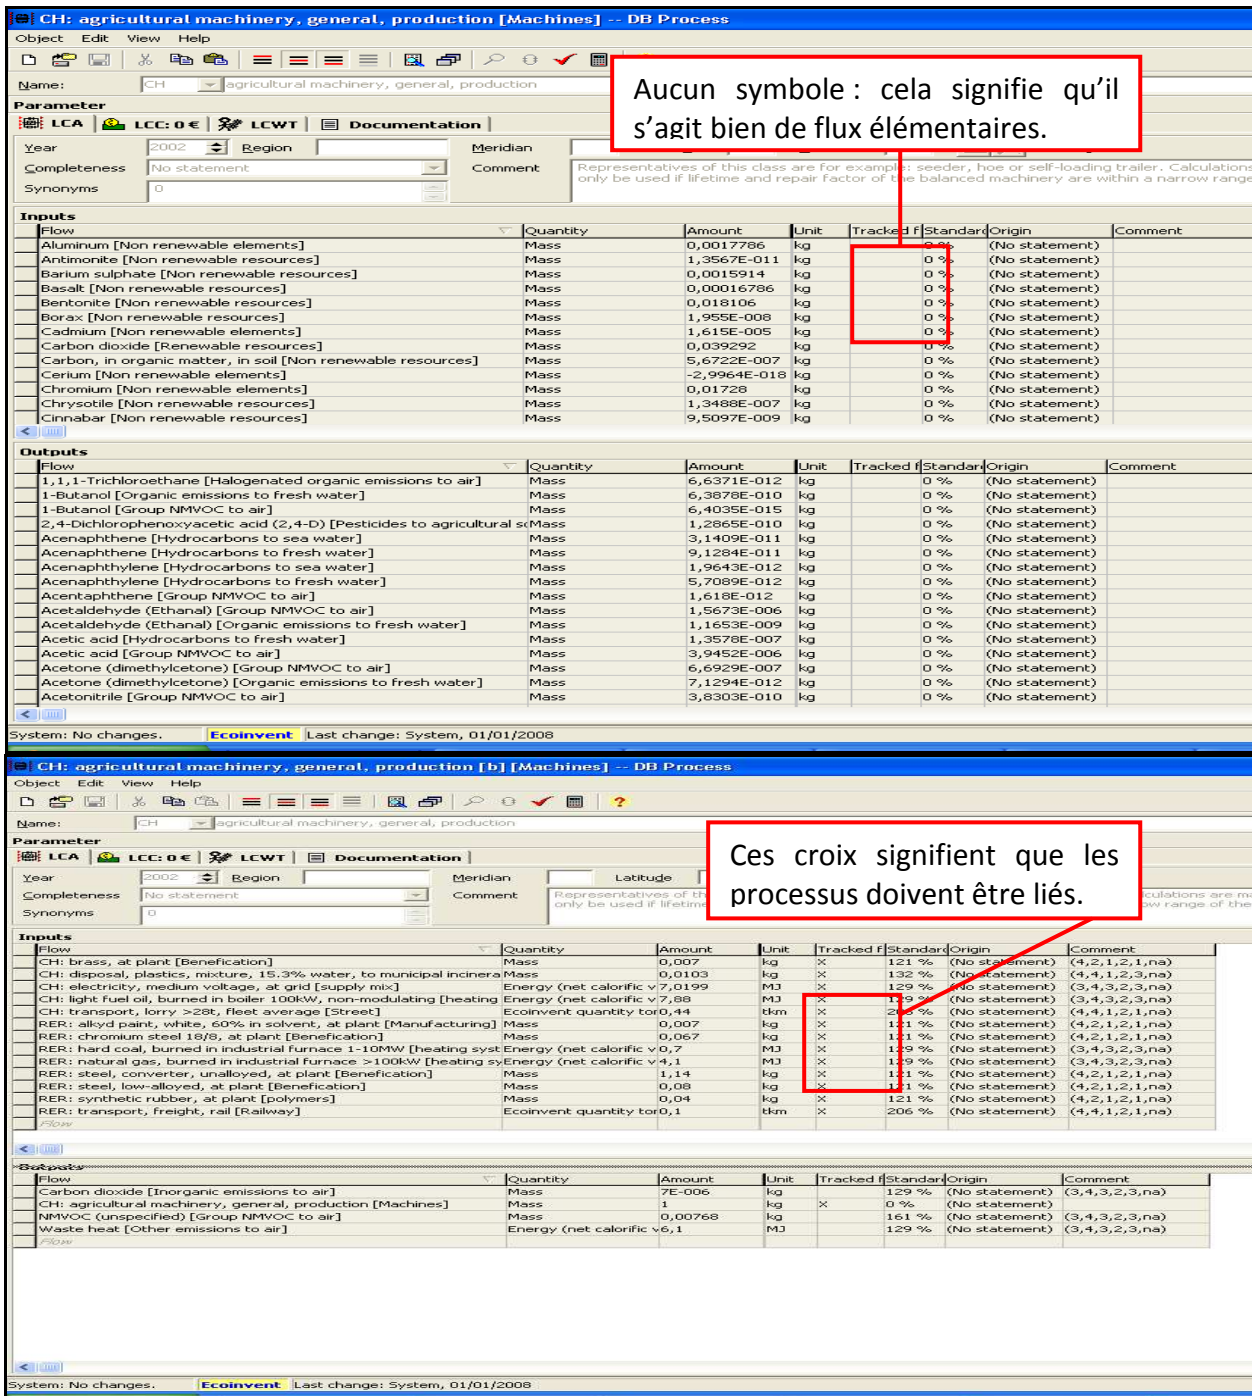 CH: agricultural machinery, general, production [Machines] -- DB Process
Object Edit View Help
Name: CH agricultural machinery, general, production
Aucun symbole : cela signifie qu'il
s'agit bien de flux élémentaires.
Parameter
LCA LCC: 0 € LCWT Documentation
Year 2002 Region Meridian
Completeness No statement Comment Representatives of this class are for example: seeder, hoe or self-loading trailer. Calculations
only be used if lifetime and repair factor of the balanced machinery are within a narrow range
Synonyms 0
Inputs
Flow Quantity Amount Unit Tracked f Standard Origin Comment
Aluminum [Non renewable elements] Mass 0,0017786 kg 0 % (No statement)
Antimonite [Non renewable resources] Mass 1,3567E-011 kg 0 % (No statement)
Barium sulphate [Non renewable resources] Mass 0,0015914 kg 0 % (No statement)
Basalt [Non renewable resources] Mass 0,00016786 kg 0 % (No statement)
Bentonite [Non renewable resources] Mass 0,018106 kg 0 % (No statement)
Borax [Non renewable resources] Mass 1,955E-008 kg 0 % (No statement)
Cadmium [Non renewable elements] Mass 1,615E-005 kg 0 % (No statement)
Carbon dioxide [Renewable resources] Mass 0,039292 kg 0 % (No statement)
Carbon, in organic matter, in soil [Non renewable resources] Mass 5,6722E-007 kg 0 % (No statement)
Cerium [Non renewable elements] Mass -2,9964E-018 kg 0 % (No statement)
Chromium [Non renewable elements] Mass 0,01728 kg 0 % (No statement)
Chrysotile [Non renewable resources] Mass 1,3488E-007 kg 0 % (No statement)
Cinnabar [Non renewable resources] Mass 9,5097E-009 kg 0 % (No statement)
Outputs
Flow Quantity Amount Unit Tracked f Standar Origin Comment
1,1,1-Trichloroethane [Halogenated organic emissions to air] Mass 6,6371E-012 kg 0 % (No statement)
1-Butanol [Organic emissions to fresh water] Mass 6,3878E-010 kg 0 % (No statement)
1-Butanol [Group NMVOC to air] Mass 6,4035E-015 kg 0 % (No statement)
2,4-Dichlorophenoxyacetic acid (2,4-D) [Pesticides to agricultural so Mass 1,2865E-010 kg 0 % (No statement)
Acenaphthene [Hydrocarbons to sea water] Mass 3,1409E-011 kg 0 % (No statement)
Acenaphthene [Hydrocarbons to fresh water] Mass 9,1284E-011 kg 0 % (No statement)
Acenaphthylene [Hydrocarbons to sea water] Mass 1,9643E-012 kg 0 % (No statement)
Acenaphthylene [Hydrocarbons to fresh water] Mass 5,7089E-012 kg 0 % (No statement)
Acentaphthene [Group NMVOC to air] Mass 1,618E-012 kg 0 % (No statement)
Acetaldehyde (Ethanal) [Group NMVOC to air] Mass 1,5673E-006 kg 0 % (No statement)
Acetaldehyde (Ethanal) [Organic emissions to fresh water] Mass 1,1653E-009 kg 0 % (No statement)
Acetic acid [Hydrocarbons to fresh water] Mass 1,3578E-007 kg 0 % (No statement)
Acetic acid [Group NMVOC to air] Mass 3,9452E-006 kg 0 % (No statement)
Acetone (dimethylcetone) [Group NMVOC to air] Mass 6,6929E-007 kg 0 % (No statement)
Acetone (dimethylcetone) [Organic emissions to fresh water] Mass 7,1294E-012 kg 0 % (No statement)
Acetonitrile [Group NMVOC to air] Mass 3,8303E-010 kg 0 % (No statement)
System: No changes. Ecoinvent Last change: System, 01/01/2008
CH: agricultural machinery, general, production [b] [Machines] -- DB Process
Object Edit View Help
Name: CH agricultural machinery, general, production
Ces croix signifient que les
processus doivent être liés.
Parameter
LCA LCC: 0 € LCWT Documentation
Year 2002 Region Meridian Latitude
Completeness No statement Comment Representatives of th culations are ma
only be used if lifetime w range of the
Synonyms 0
Inputs
Flow Quantity Amount Unit Tracked f Standard Origin Comment
CH: brass, at plant [Benefication] Mass 0,007 kg X 121 % (No statement) (4,2,1,2,1,na)
CH: disposal, plastics, mixture, 15.3% water, to municipal incinera Mass 0,0103 kg X 132 % (No statement) (4,4,1,2,1,na)
CH: electricity, medium voltage, at grid [supply mix] Energy (net calorific v 7,0199 MJ X 129 % (No statement) (3,4,3,2,3,na)
CH: light fuel oil, burned in boiler 100kW, non-modulating [heating Energy (net calorific v 7,88 MJ X 129 % (No statement) (3,4,3,2,3,na)
CH: transport, lorry >28t, fleet average [Street] Ecoinvent quantity tor 0,44 tkm X 206 % (No statement) (4,4,1,2,1,na)
RER: alkyd paint, white, 60% in solvent, at plant [Manufacturing] Mass 0,007 kg X 121 % (No statement) (4,2,1,2,1,na)
RER: chromium steel 18/8, at plant [Benefication] Mass 0,067 kg X 121 % (No statement) (4,2,1,2,1,na)
RER: hard coal, burned in industrial furnace 1-10MW [heating syst Energy (net calorific v 0,7 MJ X 129 % (No statement) (3,4,3,2,3,na)
RER: natural gas, burned in industrial furnace >100kW [heating sy Energy (net calorific v 4,1 MJ X 129 % (No statement) (3,4,3,2,3,na)
RER: steel, converter, unalloyed, at plant [Benefication] Mass 1,14 kg X 121 % (No statement) (4,2,1,2,1,na)
RER: steel, low-alloyed, at plant [Benefication] Mass 0,08 kg X 121 % (No statement) (4,2,1,2,1,na)
RER: synthetic rubber, at plant [polymers] Mass 0,04 kg X 121 % (No statement) (4,2,1,2,1,na)
RER: transport, freight, rail [Railway] Ecoinvent quantity tor 0,1 tkm X 206 % (No statement) (4,4,1,2,1,na)
Flow
Outputs
Flow Quantity Amount Unit Tracked f Standar Origin Comment
Carbon dioxide [Inorganic emissions to air] Mass 7E-006 kg 129 % (No statement) (3,4,3,2,3,na)
CH: agricultural machinery, general, production [Machines] Mass 1 kg X 0 % (No statement)
NMVOC (unspecified) [Group NMVOC to air] Mass 0,00768 kg 161 % (No statement) (3,4,3,2,3,na)
Waste heat [Other emissions to air] Energy (net calorific v 6,1 MJ 129 % (No statement) (3,4,3,2,3,na)
Flow
System: No changes. Ecoinvent Last change: System, 01/01/2008